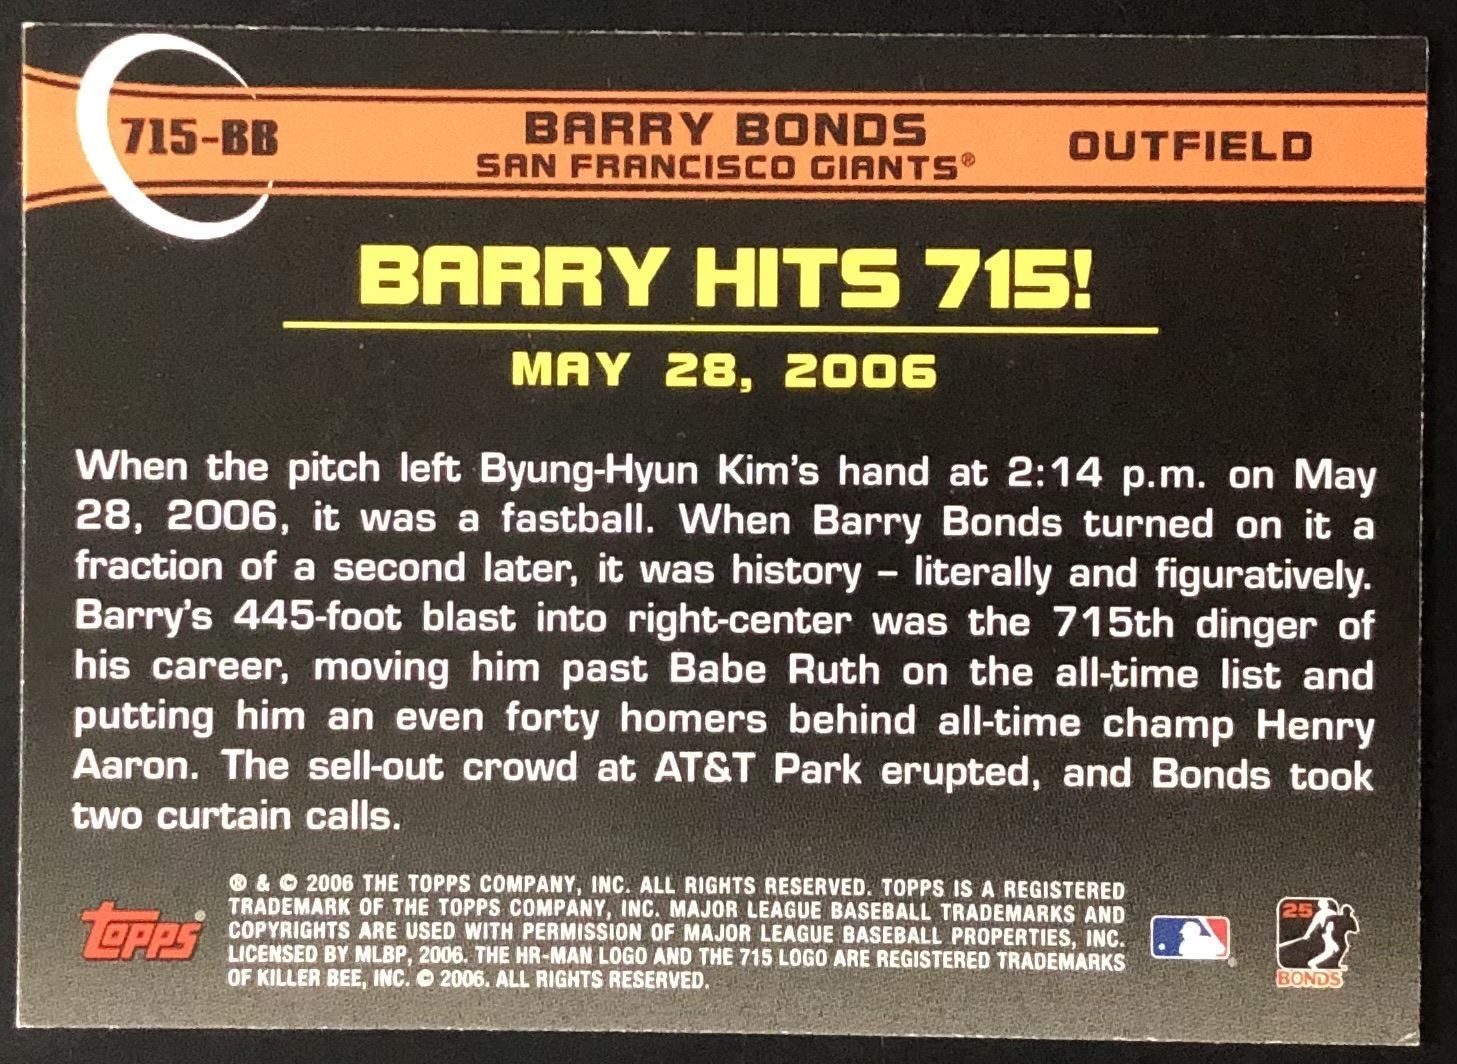 715-BB
BARRY BONDS
SAN FRANCISCO GIANTS®
OUTFIELD
BARRY HITS 715!
MAY 28, 2006
When the pitch left Byung-Hyun Kim's hand at 2:14 p.m. on May
28, 2006, it was a fastball. When Barry Bonds turned on it a
fraction of a second later, it was history – literally and figuratively.
Barry's 445-foot blast into right-center was the 715th dinger of
his career, moving him past Babe Ruth on the all-time list and
putting him an even forty homers behind all-time champ Henry
Aaron. The sell-out crowd at AT&T Park erupted, and Bonds took
two curtain calls.
Topps®
® & © 2006 THE TOPPS COMPANY, INC. ALL RIGHTS RESERVED. TOPPS IS A REGISTERED
TRADEMARK OF THE TOPPS COMPANY, INC. MAJOR LEAGUE BASEBALL TRADEMARKS AND
COPYRIGHTS ARE USED WITH PERMISSION OF MAJOR LEAGUE BASEBALL PROPERTIES, INC.
LICENSED BY MLBP, 2006. THE HR-MAN LOGO AND THE 715 LOGO ARE REGISTERED TRADEMARKS
OF KILLER BEE, INC. © 2006. ALL RIGHTS RESERVED.
25
BONDS